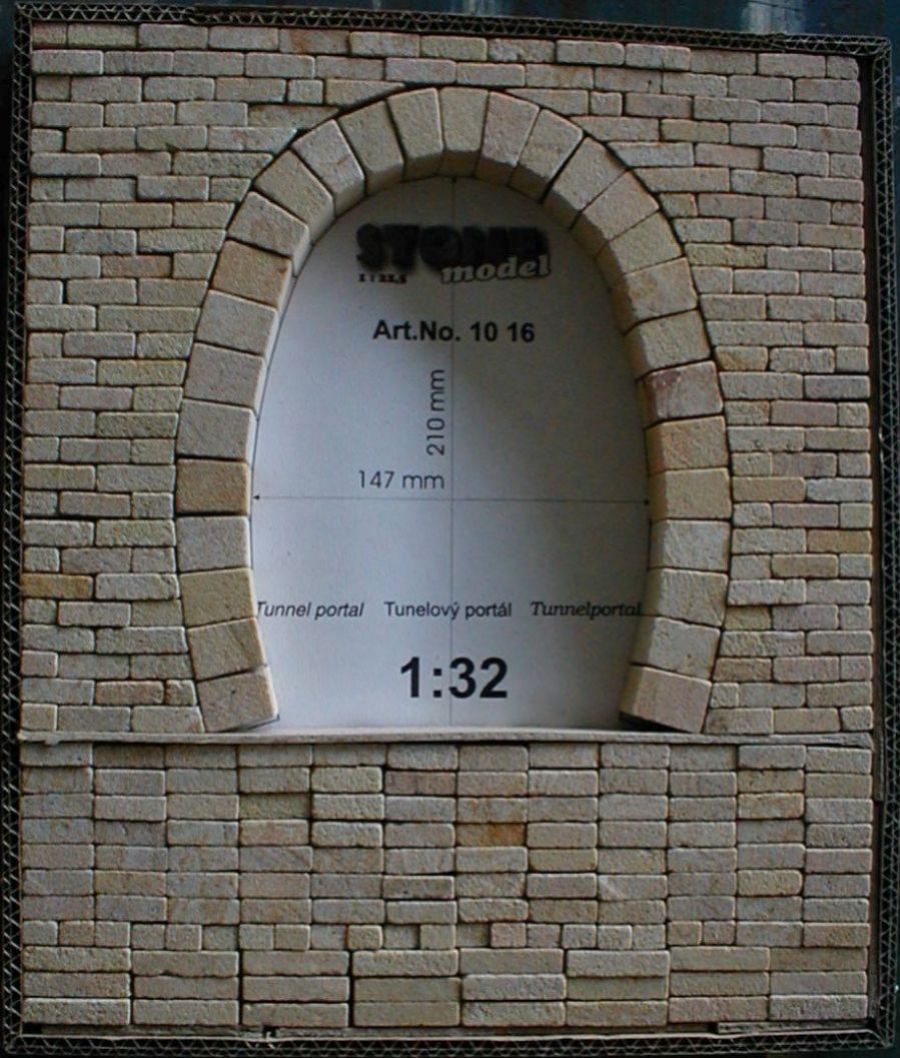 STONE
model
Art.No. 10 16
210 mm
147 mm
Tunnel portal Tunelový portál Tunnelportal
1:32